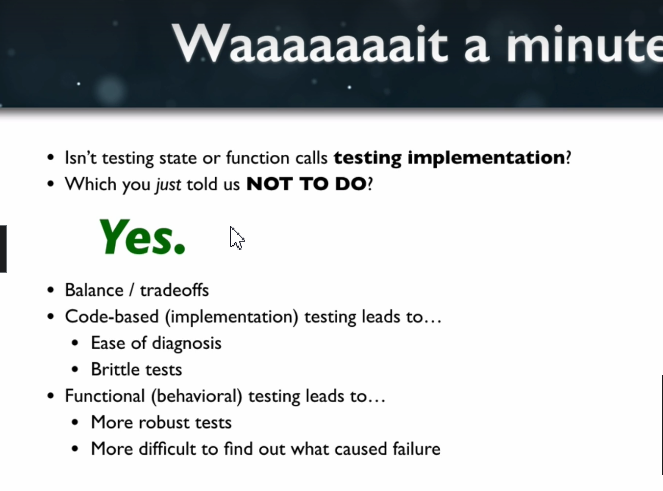 Waaaaaaait a minute
• Isn't testing state or function calls testing implementation?
• Which you just told us NOT TO DO?
Yes.
• Balance / tradeoffs
• Code-based (implementation) testing leads to…
• Ease of diagnosis
• Brittle tests
• Functional (behavioral) testing leads to…
• More robust tests
• More difficult to find out what caused failure